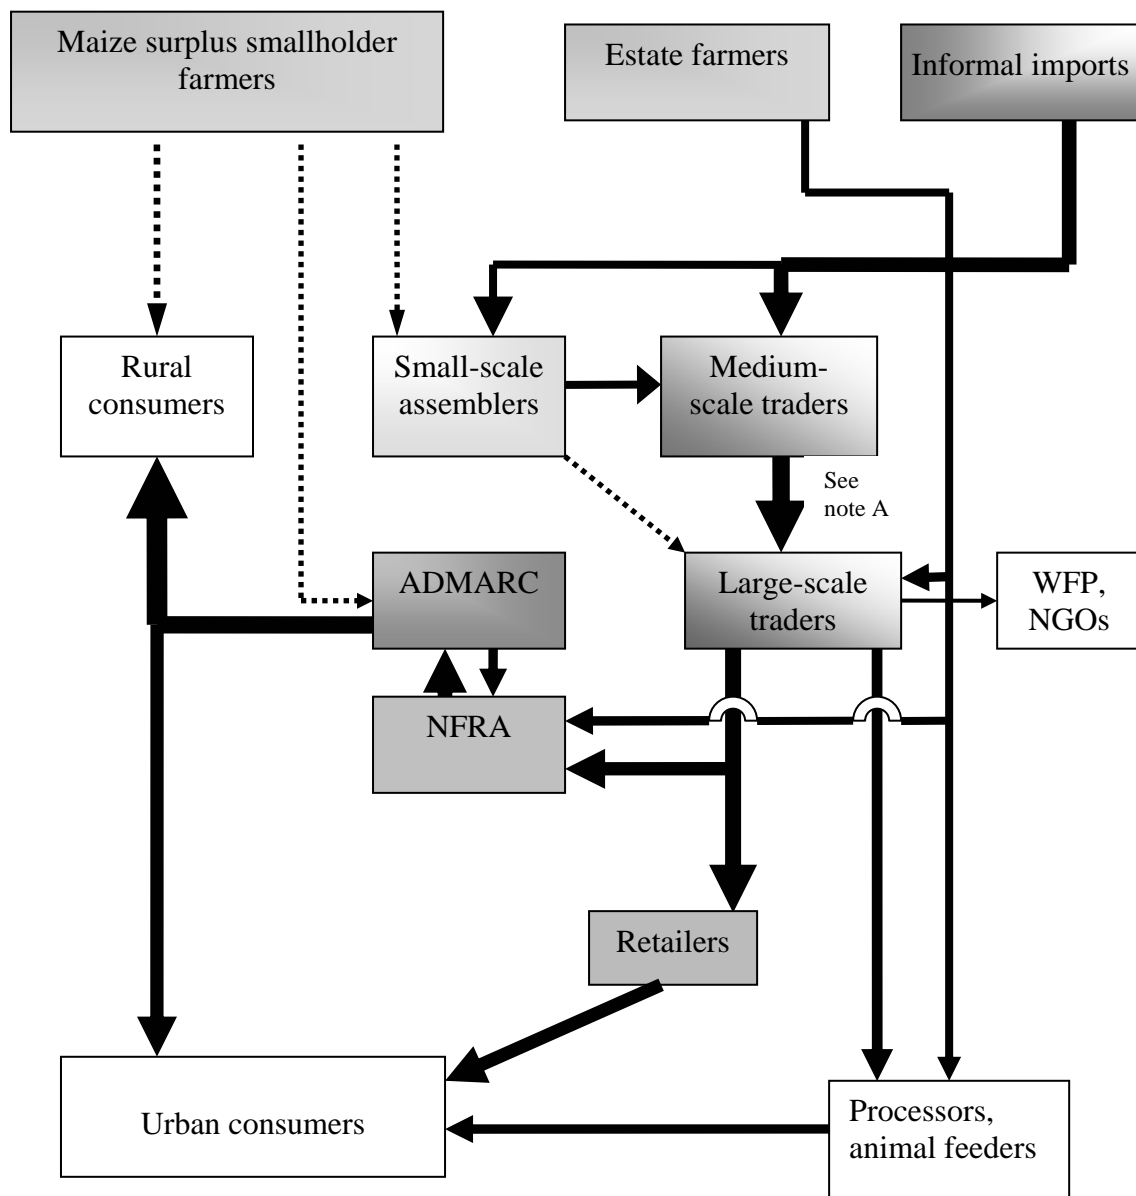 Maize surplus smallholder
farmers
Estate farmers
Informal imports
Rural
consumers
Small-scale
assemblers
Medium-
scale traders
See
note A
ADMARC
Large-scale
traders
WFP,
NGOs
NFRA
Retailers
Urban consumers
Processors,
animal feeders